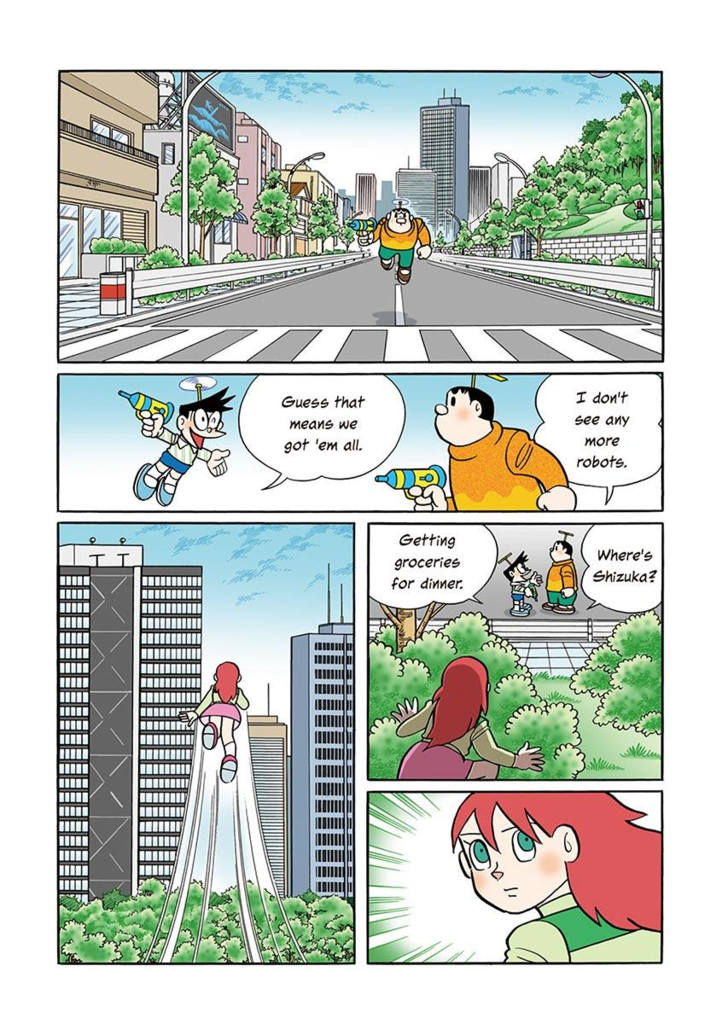 Guess that
means we
got 'em all.
I don't
see any
more
robots.
Getting
groceries
for dinner.
Where's
Shizuka?